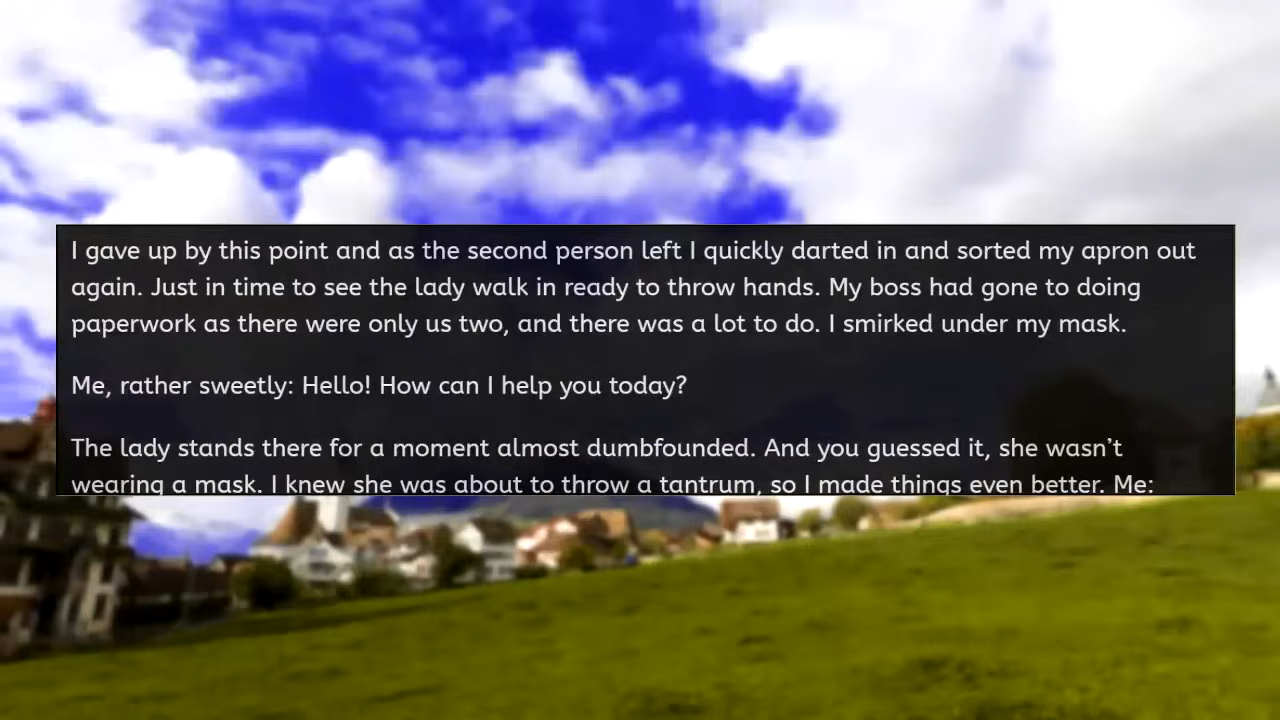 I gave up by this point and as the second person left I quickly darted in and sorted my apron out
again. Just in time to see the lady walk in ready to throw hands. My boss had gone to doing
paperwork as there were only us two, and there was a lot to do. I smirked under my mask.
Me, rather sweetly: Hello! How can I help you today?
The lady stands there for a moment almost dumbfounded. And you guessed it, she wasn’t
wearing a mask. I knew she was about to throw a tantrum, so I made things even better. Me: